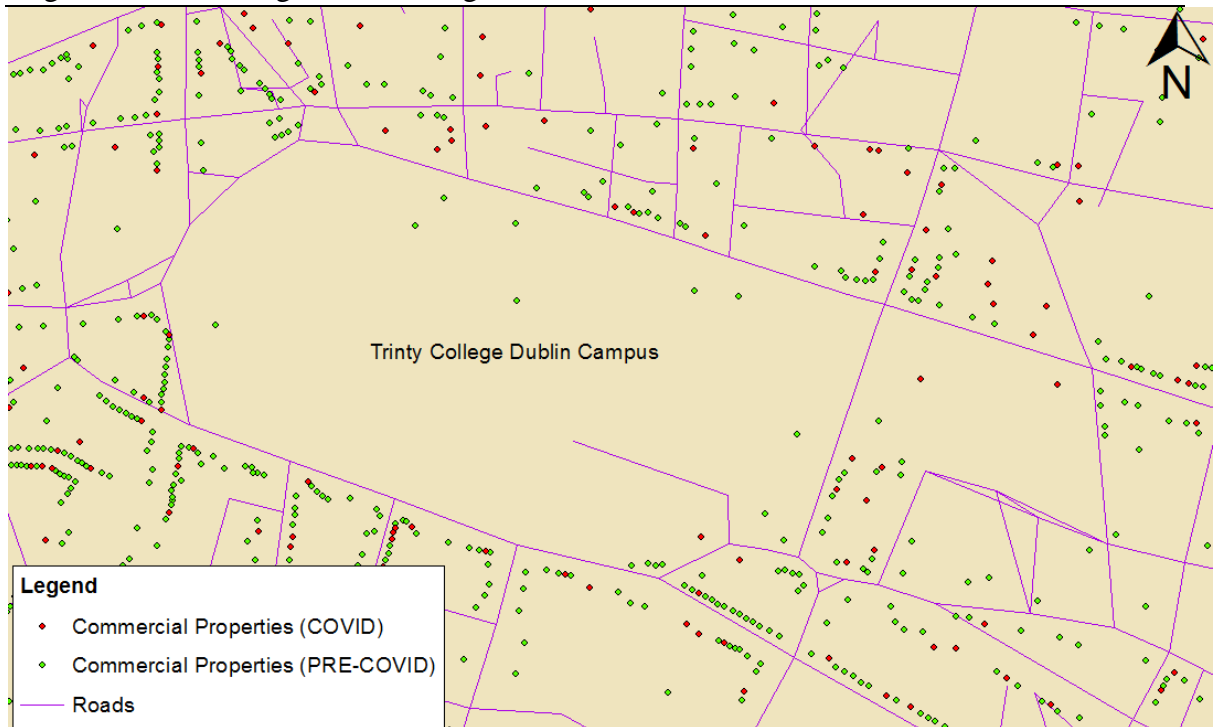 N
Trinty College Dublin Campus
Legend
Commercial Properties (COVID)
Commercial Properties (PRE-COVID)
Roads